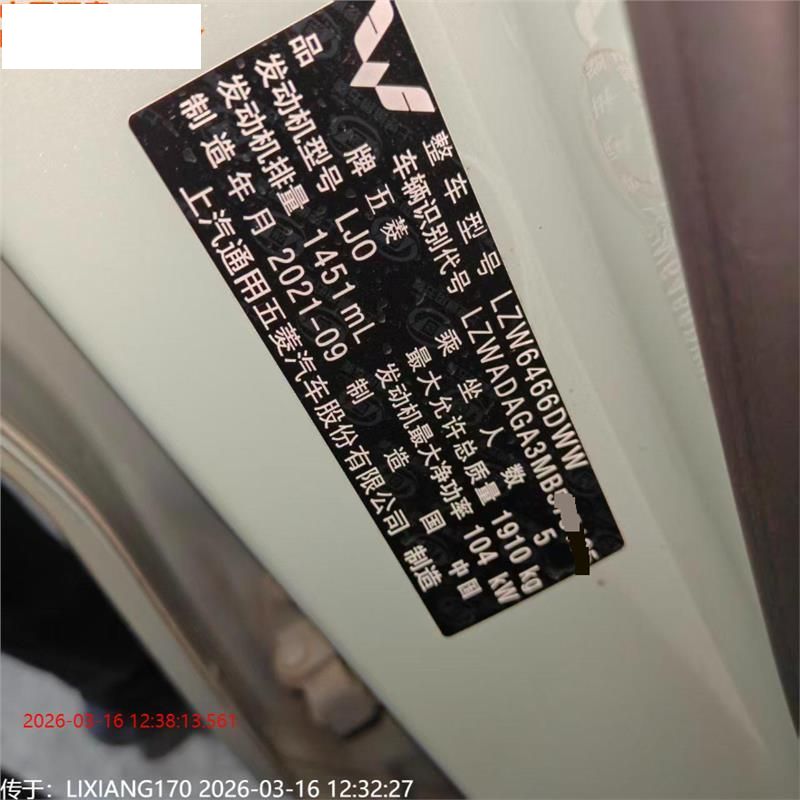 整车型号 LZW6466DWW
车辆识别代号 LZWADAGA3MB
品牌 五菱 乘坐人数 5
发动机型号 LJO 最大允许总质量 1910 kg
发动机排量 1451 mL 发动机最大净功率 104 kW
制造年月 2021-09 制造国 中国
上汽通用五菱汽车股份有限公司 制造
2026-03-16 12:38:13.561
传于：LIXIANG170 2026-03-16 12:32:27